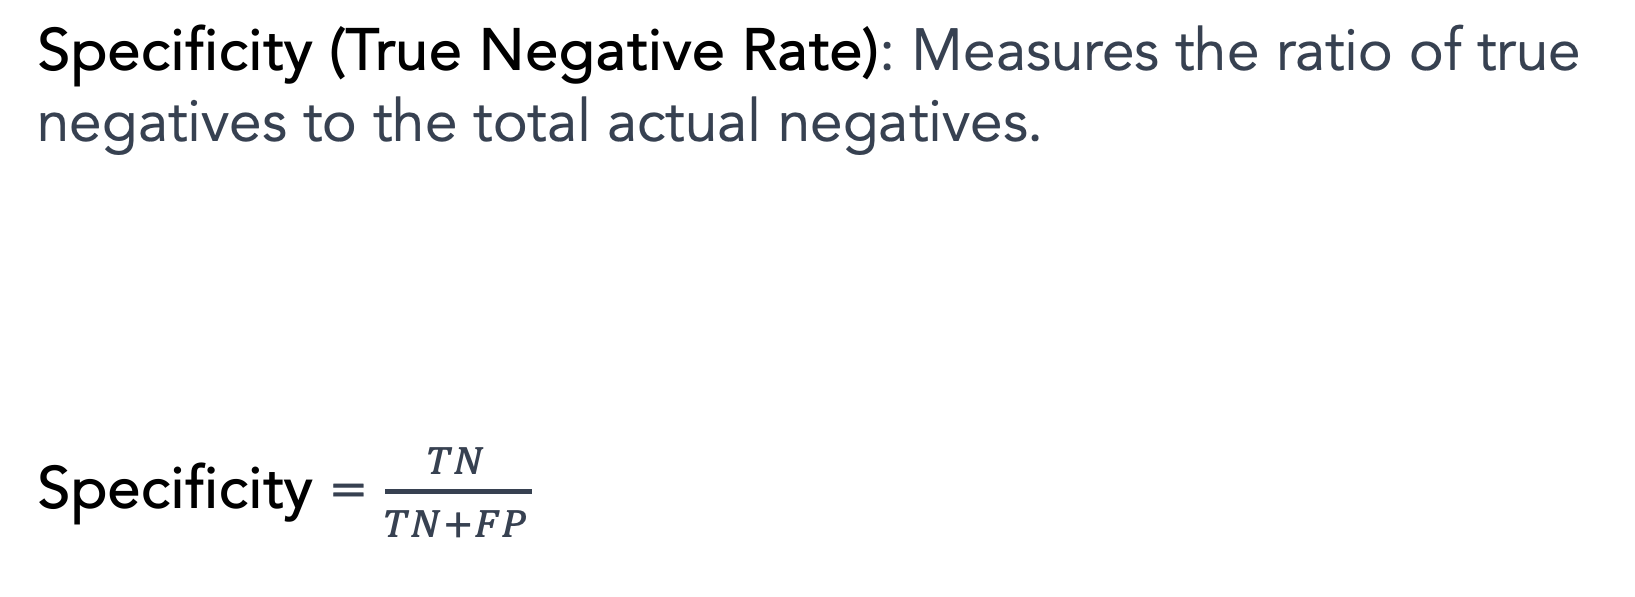 Specificity (True Negative Rate): Measures the ratio of true
negatives to the total actual negatives.
Specificity = TN / TN+FP